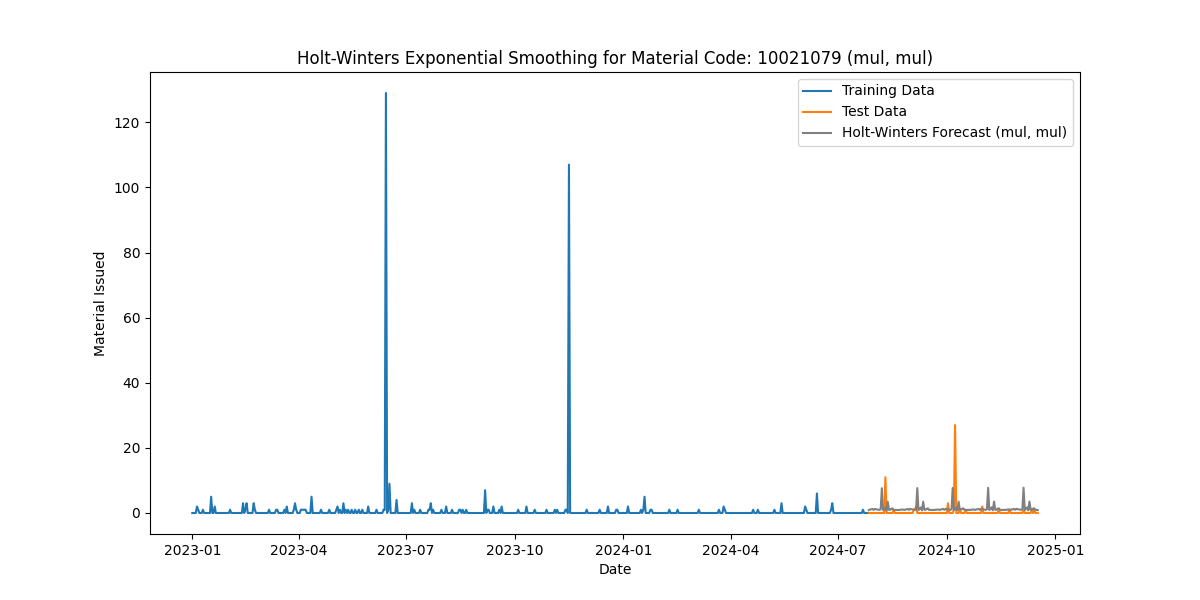 Holt-Winters Exponential Smoothing for Material Code: 10021079 (mul, mul)
Training Data
Test Data
Holt-Winters Forecast (mul, mul)
Material Issued
120
100
80
60
40
20
0
2023-01
2023-04
2023-07
2023-10
2024-01
2024-04
2024-07
2024-10
2025-01
Date